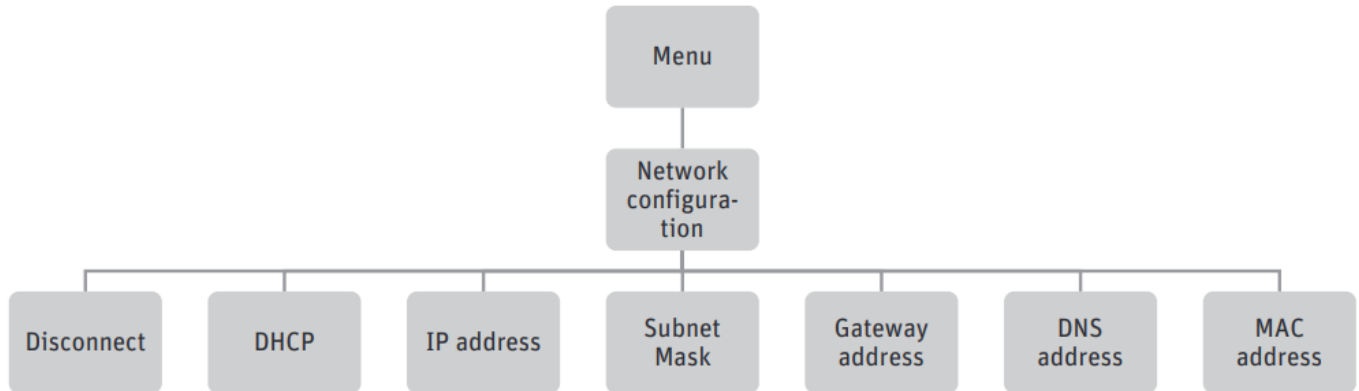 Menu
Network
configura-
tion
Disconnect
DHCP
IP address
Subnet
Mask
Gateway
address
DNS
address
MAC
address